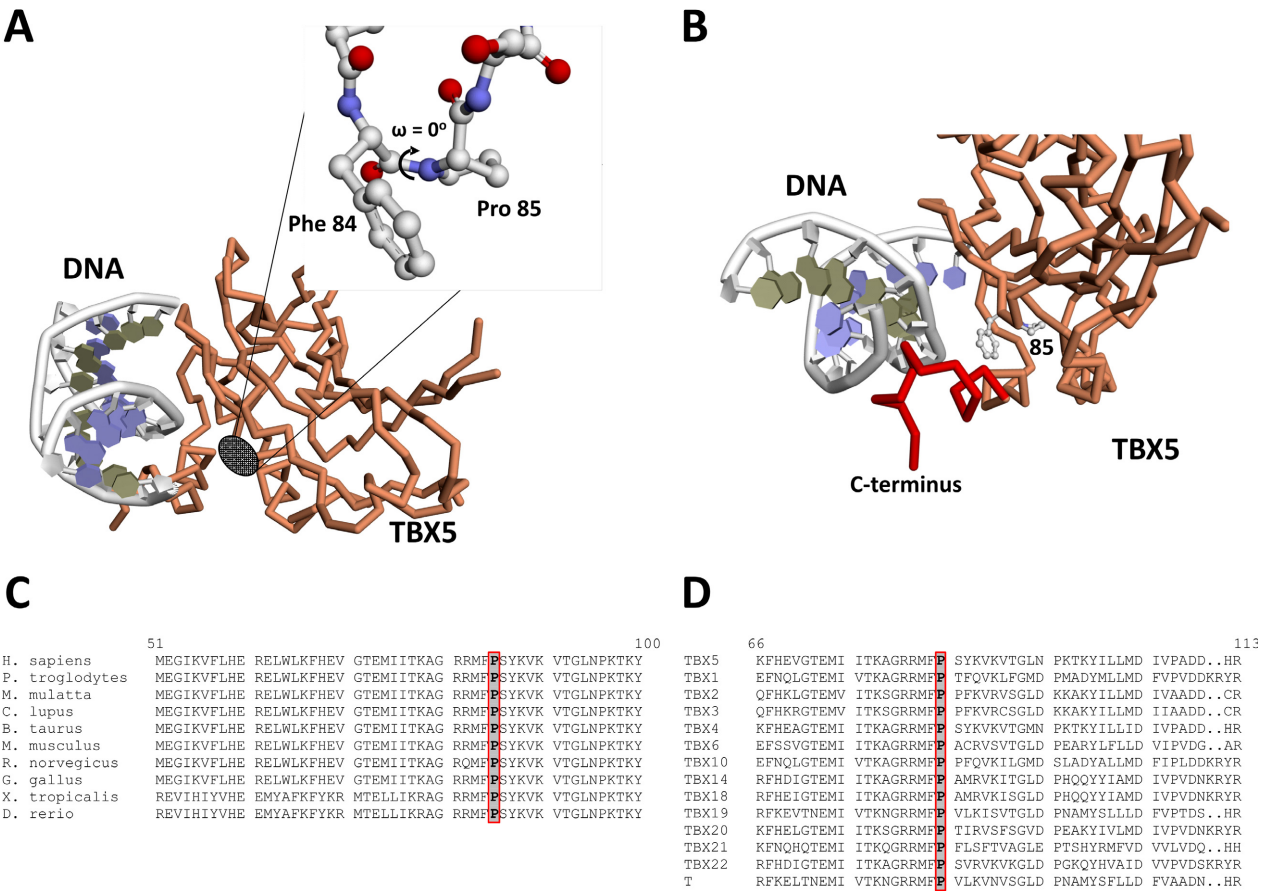 A
B
ω = 0°
Phe 84
Pro 85
DNA
TBX5
DNA
85
TBX5
C-terminus
C
51 100
H. sapiens MEGIKVFLHE RELWLKFHEV GTEMIITKAG RRMFPSYKVK VTGLNPKTKY
P. troglodytes MEGIKVFLHE RELWLKFHEV GTEMIITKAG RRMFPSYKVK VTGLNPKTKY
M. mulatta MEGIKVFLHE RELWLKFHEV GTEMIITKAG RRMFPSYKVK VTGLNPKTKY
C. lupus MEGIKVFLHE RELWLKFHEV GTEMIITKAG RRMFPSYKVK VTGLNPKTKY
B. taurus MEGIKVFLHE RELWLKFHEV GTEMIITKAG RRMFPSYKVK VTGLNPKTKY
M. musculus MEGIKVFLHE RELWLKFHEV GTEMIITKAG RRMFPSYKVK VTGLNPKTKY
R. norvegicus MEGIKVFLHE RELWLKFHEV GTEMIITKAG RQMFPSYKVK VTGLNPKTKY
G. gallus MEGIKVFLHE RELWLKFHEV GTEMIITKAG RRMFPSYKVK VTGLNPKTKY
X. tropicalis REVIHIYVHE EMYAFKFYKR MTELLIKRAG RRMFPSYKVK VTGLNPKTKY
D. rerio REVIHIYVHE EMYAFKFYKR MTELLIKRAG RRMFPSYKVK VTGLNPKTKY
D
66 113
TBX5 KFHEVGTEMI ITKAGRRMFP SYKVKVTGLN PKTKYILLMD IVPADD..HR
TBX1 EFNQLGTEMI VTKAGRRMFP TFQVKLFGMD PMADYMLLMD FVPVDDKRYR
TBX2 QFHKLGTEMV ITKSGRRMFP PFKVRVSGLD KKAKYILLMD IVAADD..CR
TBX3 QFHKRGTEMV ITKSGRRMFP PFKVRCSGLD KKAKYILLMD IIAADD..CR
TBX4 KFHEAGTEMI ITKAGRRMFP SYKVKVTGMN PKTKYILLID IVPADD..HR
TBX6 EFSSVGTEMI ITKAGRRMFP ACRVSVTGLD PEARYLFLLD VIPVDG..AR
TBX10 EFNQLGTEMI VTKAGRRMFP PFQVKILGMD SLADYALLMD FIPLDDKRYR
TBX14 RFHDIGTEMI ITKAGRRMFP AMRVKITGLD PHQQYYIAMD IVPVDNKRYR
TBX18 RFHEIGTEMI ITKAGRRMFP AMRVKISGLD PHQQYYIAMD IVPVDNKRYR
TBX19 RFKEVTNEMI VTKNGRRMFP VLKISVTGLD PNAMYSLLLD FVPTDS..HR
TBX20 KFHELGTEMI ITKSGRRMFP TIRVSFSGVD PEAKYIVLMD IVPVDNKRYR
TBX21 KFNQHQTEMI ITKQGRRMFP FLSFTVAGLE PTSHYRMFVD VVLVDQ..HH
TBX22 RFHDIGTEMI ITKAGRRMFP SVRVKVKGLD PGKQYHVAID VVPVDSKRYR
T RFKELTNEMI VTKNGRRMFP VLKVNVSGLD PNAMYSFLLD FVAADN..HR